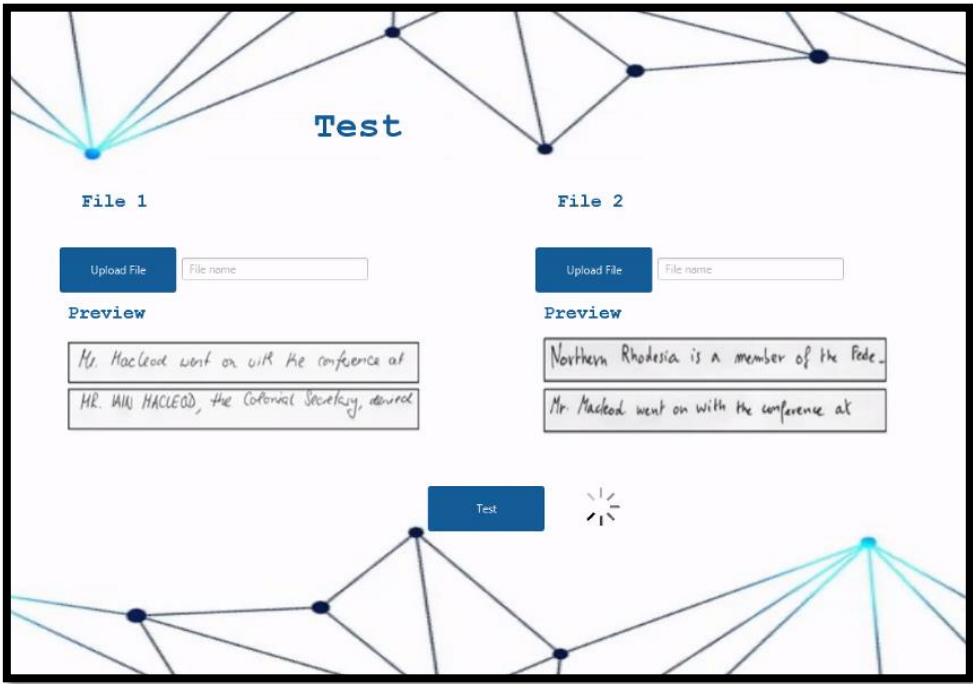 Test
File 1
File 2
Upload File
File name
Upload File
File name
Preview
Preview
Mr. Macleod went on with the conference at
MR. IAIN MACLEOD, the Colonial Secretary, denied
Northern Rhodesia is a member of the Fede-
Mr. Macleod went on with the conference at
Test